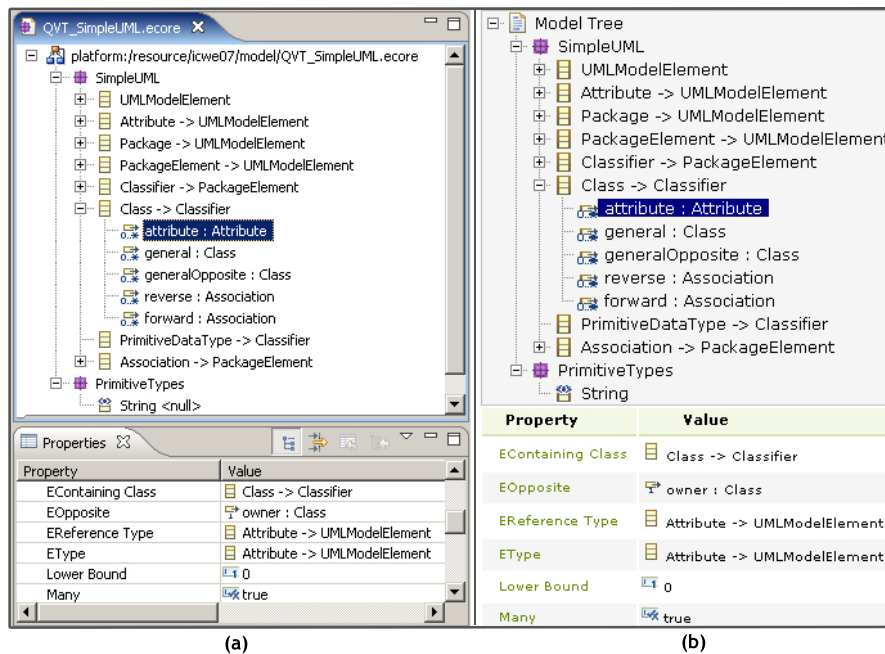 QVT_SimpleUML.ecore
platform:/resource/icwe07/model/QVT_SimpleUML.ecore
SimpleUML
UMLModelElement
Attribute -> UMLModelElement
Package -> UMLModelElement
PackageElement -> UMLModelElement
Classifier -> PackageElement
Class -> Classifier
attribute : Attribute
general : Class
generalOpposite : Class
reverse : Association
forward : Association
PrimitiveDataType -> Classifier
Association -> PackageElement
PrimitiveTypes
String <null>
Properties
Property Value
EContaining Class Class -> Classifier
EOpposite owner : Class
EReference Type Attribute -> UMLModelElement
EType Attribute -> UMLModelElement
Lower Bound 0
Many true
(a)
Model Tree
SimpleUML
UMLModelElement
Attribute -> UMLModelElement
Package -> UMLModelElement
PackageElement -> UMLModelElement
Classifier -> PackageElement
Class -> Classifier
attribute : Attribute
general : Class
generalOpposite : Class
reverse : Association
forward : Association
PrimitiveDataType -> Classifier
Association -> PackageElement
PrimitiveTypes
String
Property Value
EContaining Class Class -> Classifier
EOpposite owner : Class
EReference Type Attribute -> UMLModelElement
EType Attribute -> UMLModelElement
Lower Bound 0
Many true
(b)